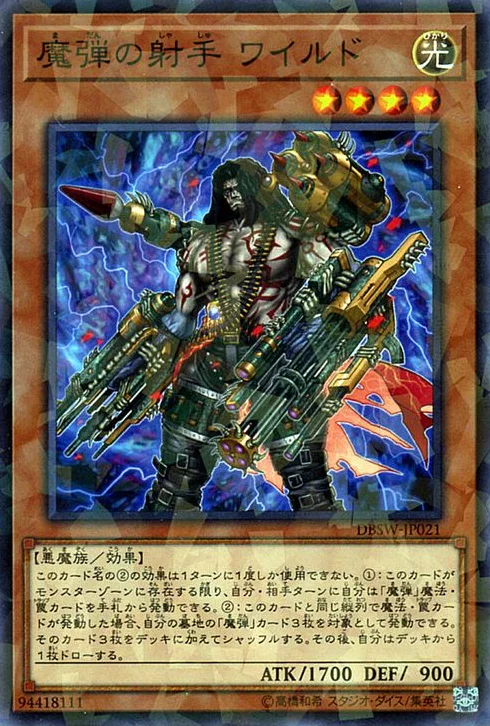 魔弾の射手 ワイルド
光
DBSW-JP021
【悪魔族／効果】
このカード名の②の効果は1ターンに1度しか使用できない。①：このカードが
モンスターゾーンに存在する限り、自分・相手ターンに自分は「魔弾」魔法・
罠カードを手札から発動できる。②：このカードと同じ縦列で魔法・罠カー
ドが発動した場合、自分の墓地の「魔弾」カード3枚を対象として発動できる。
そのカード3枚をデッキに加えてシャッフルする。その後、自分はデッキから
1枚ドローする。
ATK/1700 DEF/ 900
94418111
©高橋和希 スタジオ・ダイス/集英社